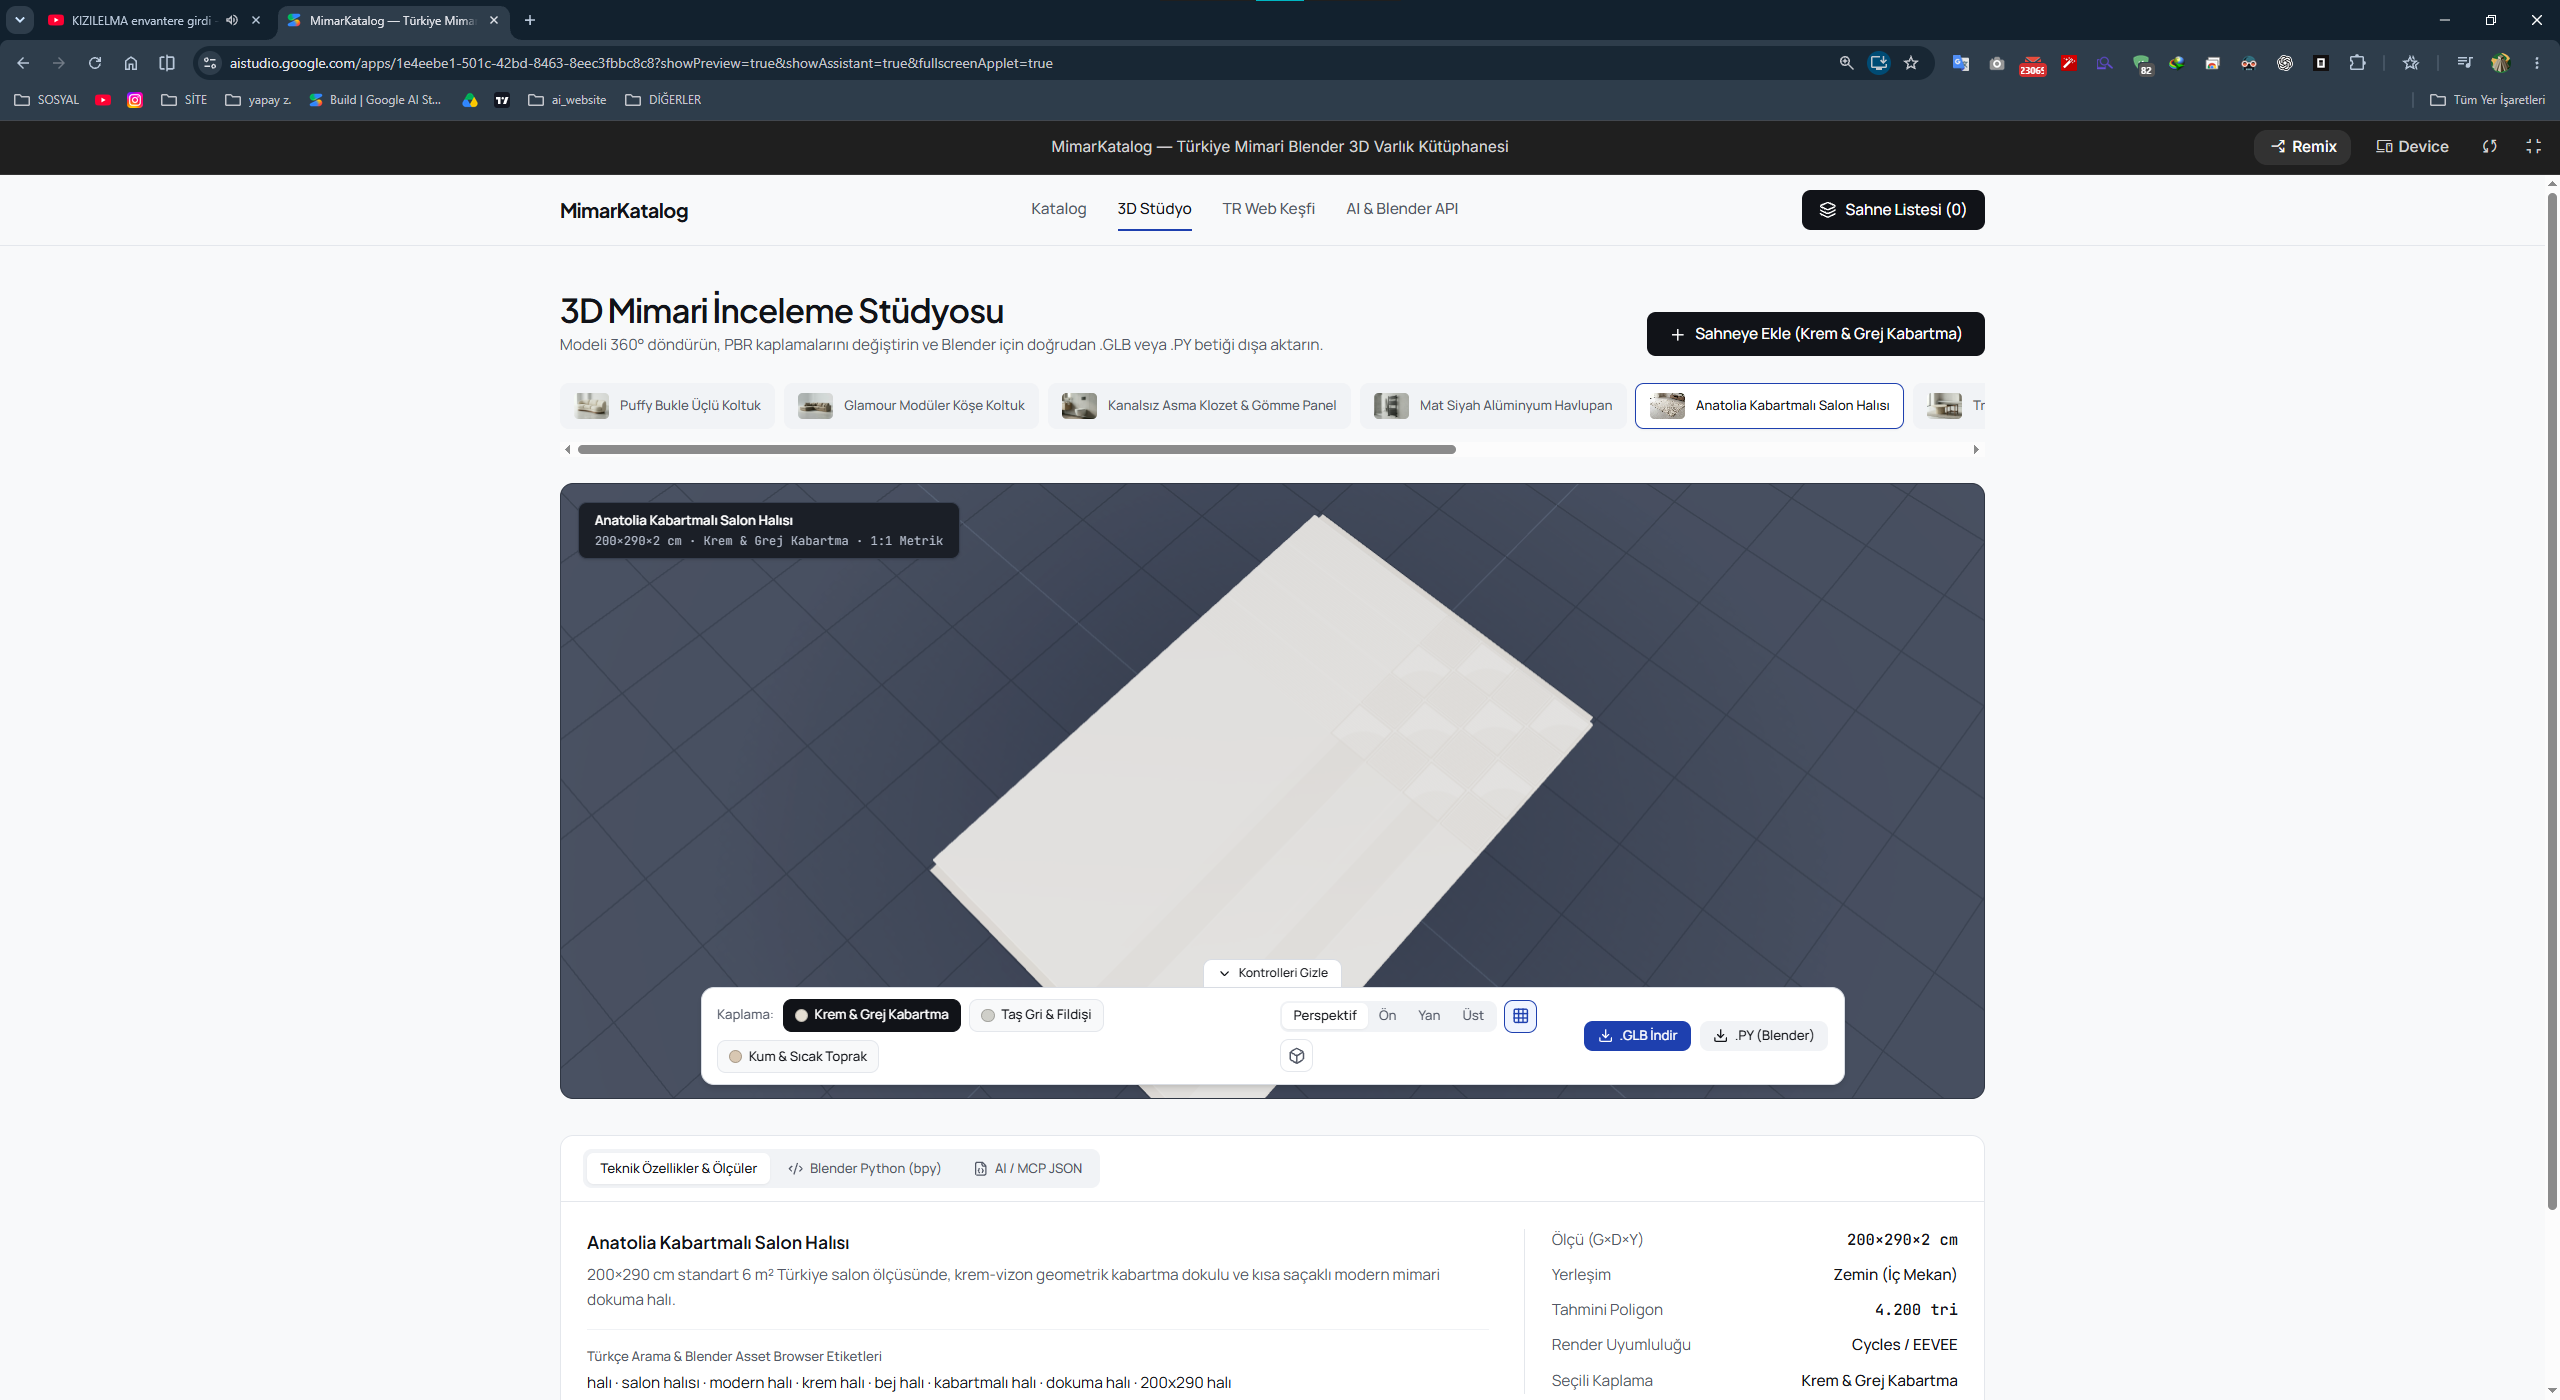 KIZILELMA envantere girdi
MimarKatalog — Türkiye Mima
aistudio.google.com/apps/1e4eebe1-501c-42bd-8463-8eec3fbbc8c8?showPreview=true&showAssistant=true&fullscreenApplet=true
23065
82
SOSYAL
SİTE
yapay z.
Build | Google AI St...
ai_website
DİĞERLER
Tüm Yer İşaretleri
MimarKatalog — Türkiye Mimari Blender 3D Varlık Kütüphanesi
Remix
Device
MimarKatalog
Katalog
3D Stüdyo
TR Web Keşfi
AI & Blender API
Sahne Listesi (0)
3D Mimari İnceleme Stüdyosu
Modeli 360° döndürün, PBR kaplamalarını değiştirin ve Blender için doğrudan .GLB veya .PY betiği dışa aktarın.
Sahneye Ekle (Krem & Grej Kabartma)
Puffy Bukle Üçlü Koltuk
Glamour Modüler Köşe Koltuk
Kanalsız Asma Klozet & Gömme Panel
Mat Siyah Alüminyum Havlupan
Anatolia Kabartmalı Salon Halısı
Tr
Anatolia Kabartmalı Salon Halısı
200×290×2 cm · Krem & Grej Kabartma · 1:1 Metrik
Kontrolleri Gizle
Kaplama:
Krem & Grej Kabartma
Taş Gri & Fildişi
Kum & Sıcak Toprak
Perspektif
Ön
Yan
Üst
.GLB İndir
.PY (Blender)
Teknik Özellikler & Ölçüler
Blender Python (bpy)
AI / MCP JSON
Anatolia Kabartmalı Salon Halısı
200×290 cm standart 6 m² Türkiye salon ölçüsünde, krem-vizon geometrik kabartma dokulu ve kısa saçaklı modern mimari
dokuma halı.
Türkçe Arama & Blender Asset Browser Etiketleri
halı · salon halısı · modern halı · krem halı · bej halı · kabartmalı halı · dokuma halı · 200x290 halı
Ölçü (G×D×Y)
200×290×2 cm
Yerleşim
Zemin (İç Mekan)
Tahmini Poligon
4.200 tri
Render Uyumluluğu
Cycles / EEVEE
Seçili Kaplama
Krem & Grej Kabartma